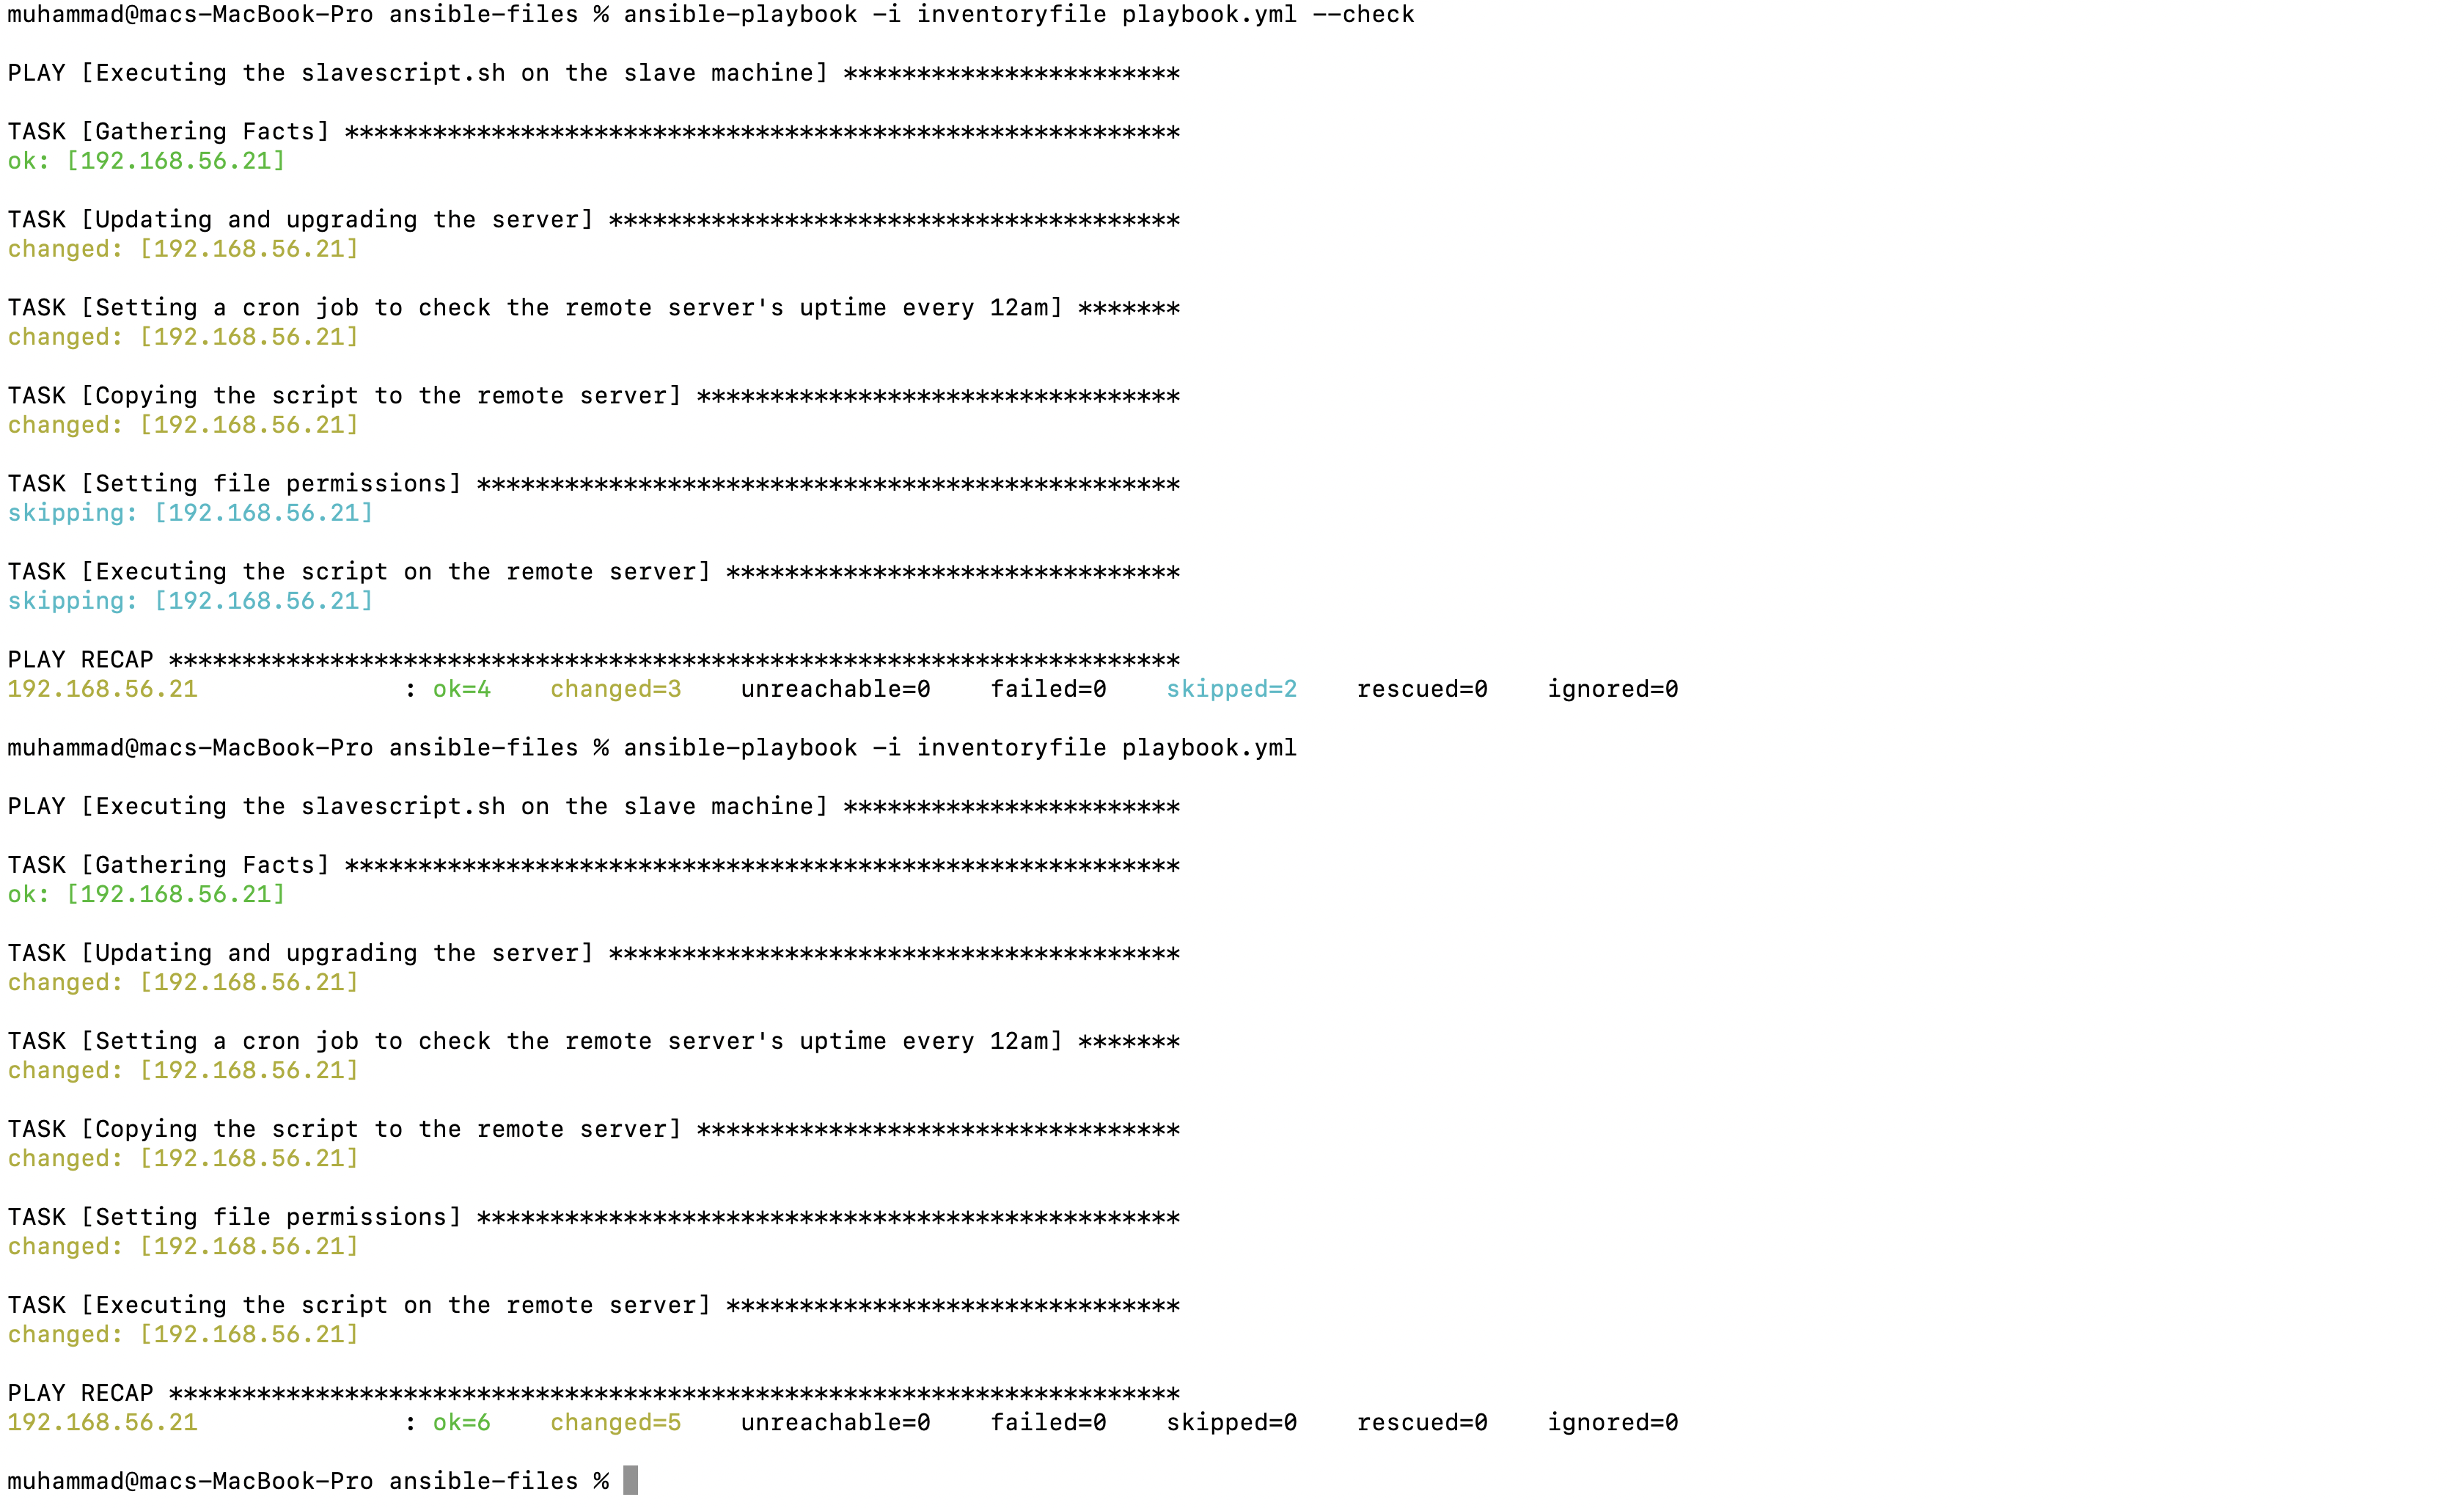 muhammad@macs-MacBook-Pro ansible-files % ansible-playbook -i inventoryfile playbook.yml --check
PLAY [Executing the slavescript.sh on the slave machine] ***********************
TASK [Gathering Facts] *********************************************************
ok: [192.168.56.21]
TASK [Updating and upgrading the server] ***************************************
changed: [192.168.56.21]
TASK [Setting a cron job to check the remote server's uptime every 12am] *******
changed: [192.168.56.21]
TASK [Copying the script to the remote server] *********************************
changed: [192.168.56.21]
TASK [Setting file permissions] ************************************************
skipping: [192.168.56.21]
TASK [Executing the script on the remote server] *******************************
skipping: [192.168.56.21]
PLAY RECAP *********************************************************************
192.168.56.21              : ok=4    changed=3    unreachable=0    failed=0    skipped=2    rescued=0    ignored=0
muhammad@macs-MacBook-Pro ansible-files % ansible-playbook -i inventoryfile playbook.yml
PLAY [Executing the slavescript.sh on the slave machine] ***********************
TASK [Gathering Facts] *********************************************************
ok: [192.168.56.21]
TASK [Updating and upgrading the server] ***************************************
changed: [192.168.56.21]
TASK [Setting a cron job to check the remote server's uptime every 12am] *******
changed: [192.168.56.21]
TASK [Copying the script to the remote server] *********************************
changed: [192.168.56.21]
TASK [Setting file permissions] ************************************************
changed: [192.168.56.21]
TASK [Executing the script on the remote server] *******************************
changed: [192.168.56.21]
PLAY RECAP *********************************************************************
192.168.56.21              : ok=6    changed=5    unreachable=0    failed=0    skipped=0    rescued=0    ignored=0
muhammad@macs-MacBook-Pro ansible-files %